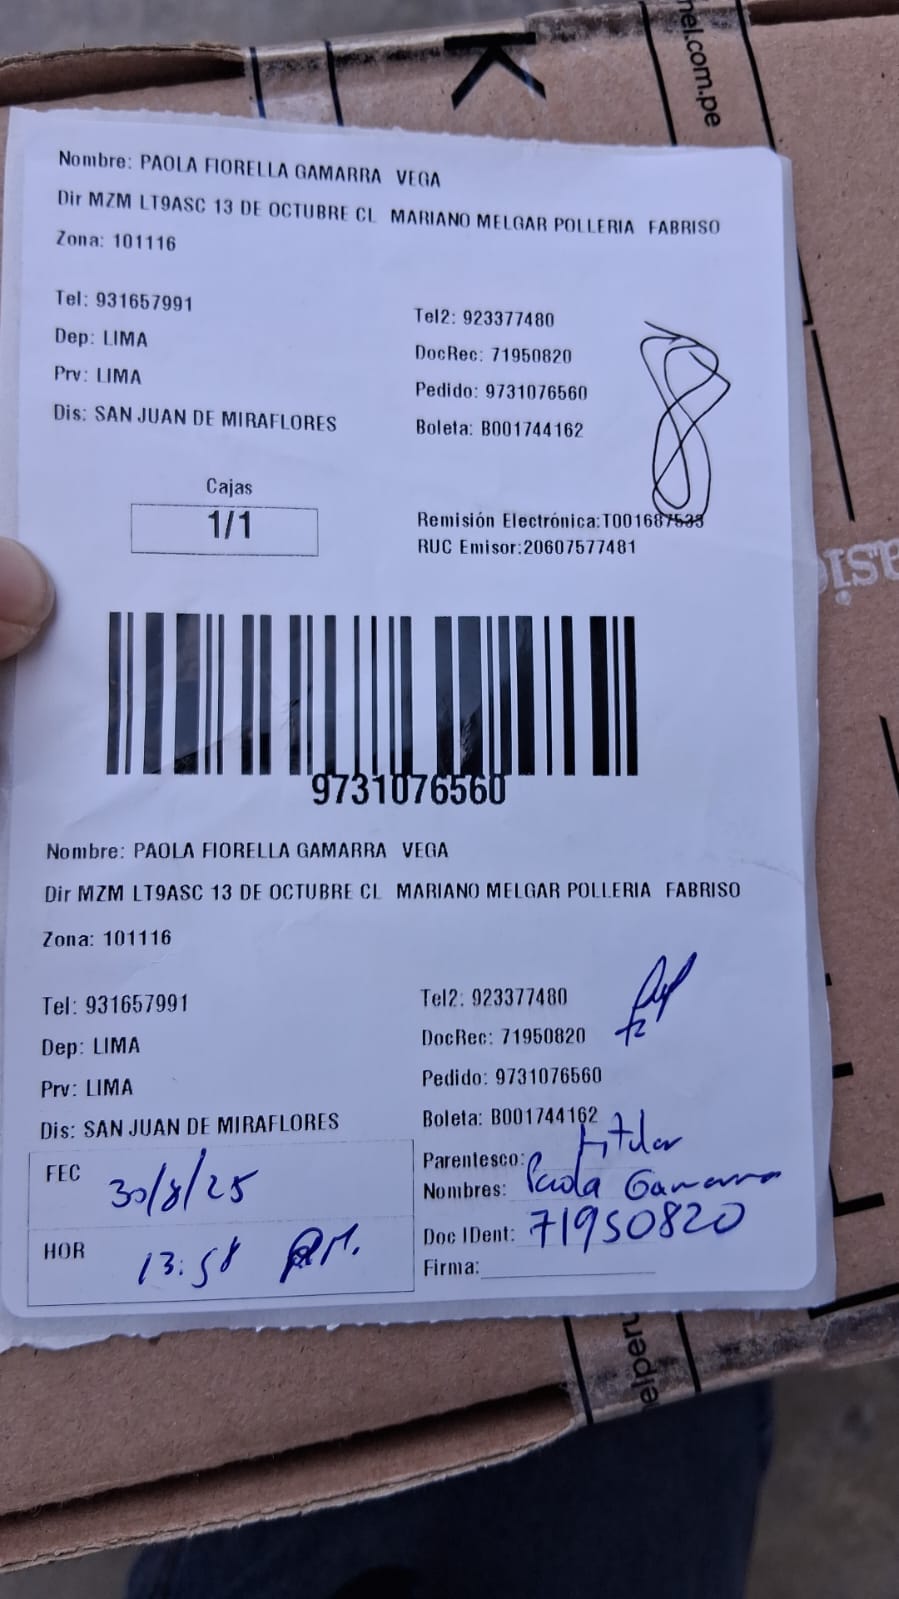 nel.com.pe
K
Nombre: PAOLA FIORELLA GAMARRA VEGA
Dir MZM LT9ASC 13 DE OCTUBRE CL MARIANO MELGAR POLLERIA FABRISO
Zona: 101116
Tel: 931657991
Tel2: 923377480
Dep: LIMA
DocRec: 71950820
Prv: LIMA
Pedido: 9731076560
Dis: SAN JUAN DE MIRAFLORES
Boleta: B001744162
Cajas
1/1
Remisión Electrónica:T001687533
RUC Emisor:20607577481
9731076560
Nombre: PAOLA FIORELLA GAMARRA VEGA
Dir MZM LT9ASC 13 DE OCTUBRE CL MARIANO MELGAR POLLERIA FABRISO
Zona: 101116
Tel: 931657991
Tel2: 923377480
Dep: LIMA
DocRec: 71950820
Prv: LIMA
Pedido: 9731076560
Dis: SAN JUAN DE MIRAFLORES
Boleta: B001744162
FEC 30/8/25
Parentesco: titular
Nombres: Paola Gamarra
HOR 13:58 P.M.
Doc IDent: 71950820
Firma:
elperu